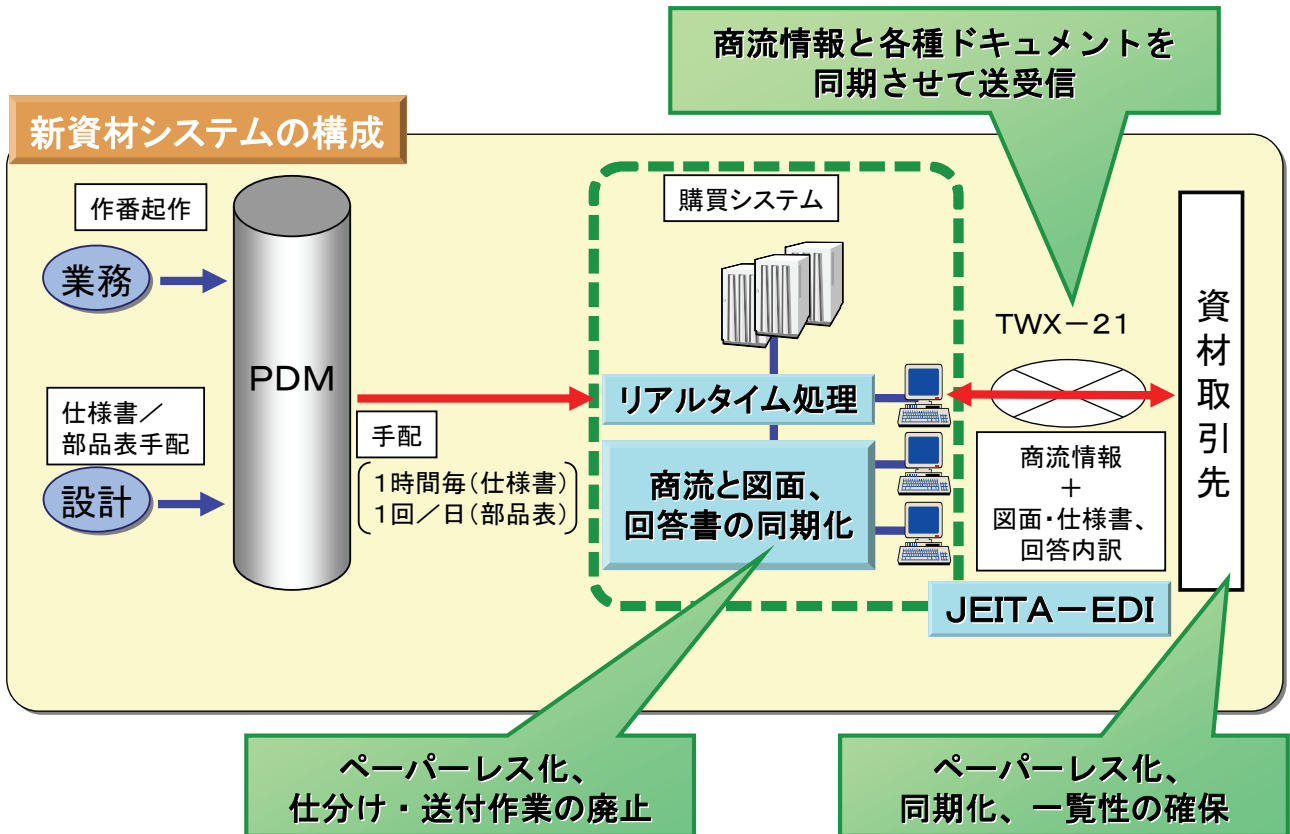 商流情報と各種ドキュメントを
同期させて送受信
新資材システムの構成
作番起作
業務
仕様書／
部品表手配
設計
PDM
手配
１時間毎（仕様書）
１回／日（部品表）
購買システム
リアルタイム処理
商流と図面、
回答書の同期化
TWX－21
商流情報
＋
図面・仕様書、
回答内訳
JEITA－EDI
資材取引先
ペーパーレス化、
仕分け・送付作業の廃止
ペーパーレス化、
同期化、一覧性の確保